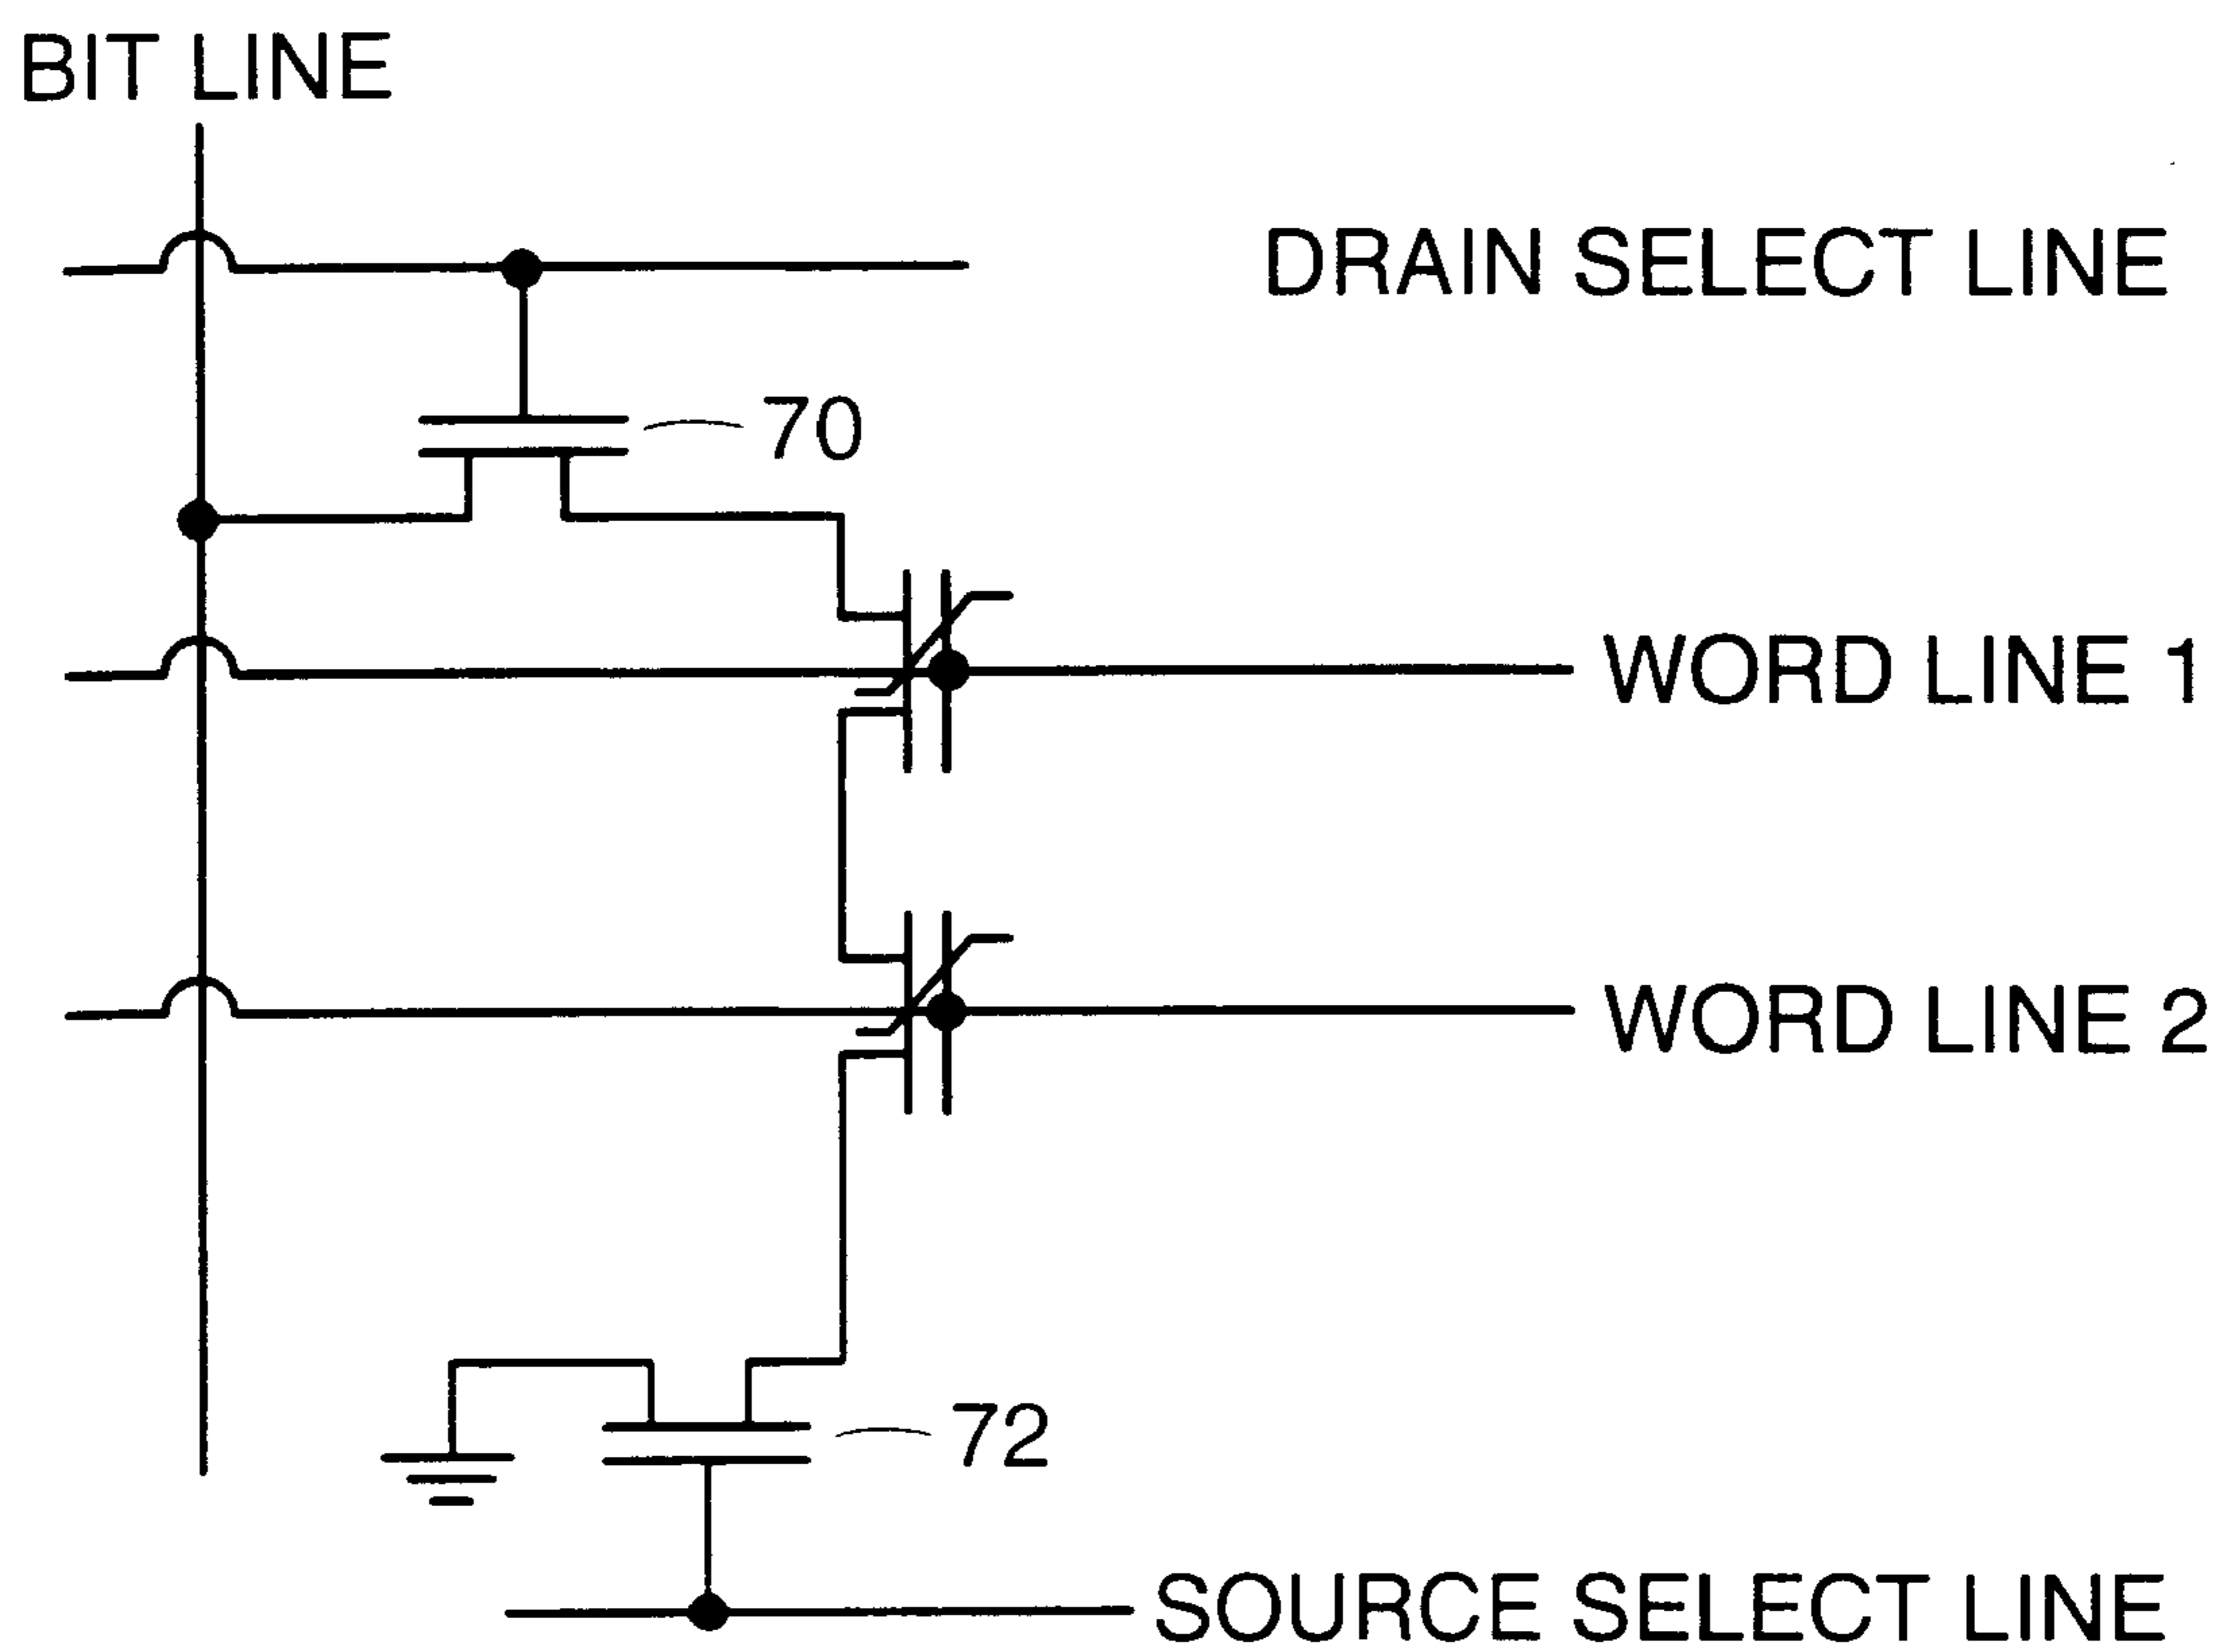 BIT LINE
DRAIN SELECT LINE
70
WORD LINE 1
WORD LINE 2
72
SOURCE SELECT LINE